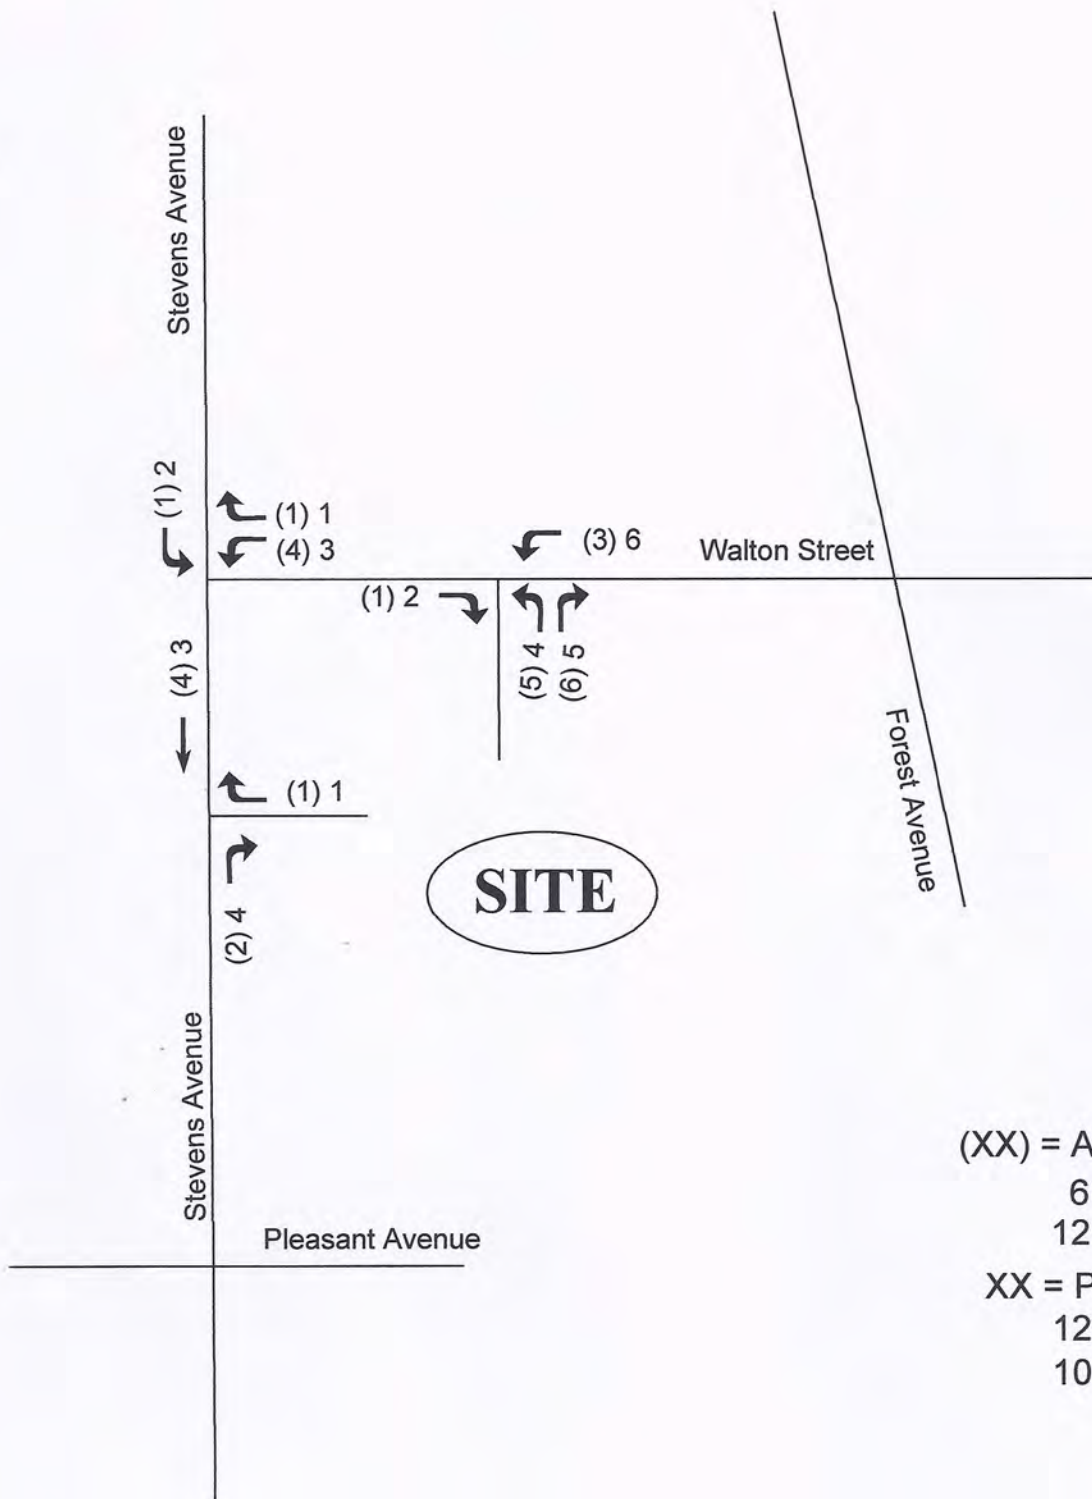 Stevens Avenue
(1) 2
(1) 1
(4) 3
(3) 6
Walton Street
(1) 2
(5) 4
(6) 5
(4) 3
(1) 1
(2) 4
SITE
Forest Avenue
Stevens Avenue
Pleasant Avenue
(XX) = A
6
12
XX = P
12
10